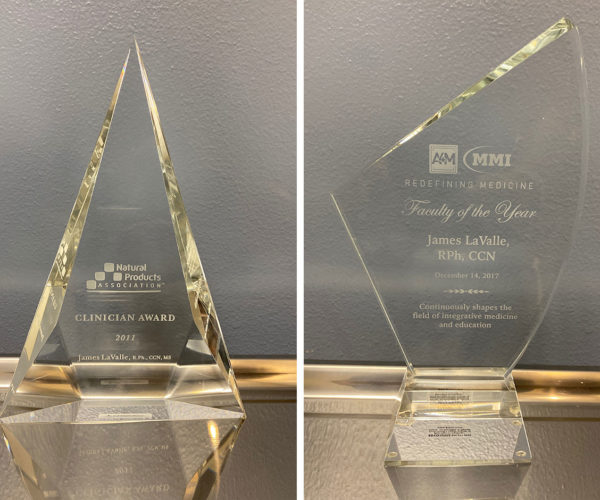 Natural
Products
ASSOCIATION™
CLINICIAN AWARD
2011
James LaValle, R.Ph., CCN, MS
A4M MMI
REDEFINING MEDICINE
Faculty of the Year
James LaValle,
RPh, CCN
December 14, 2017
Continuously shapes the
field of integrative medicine
and education